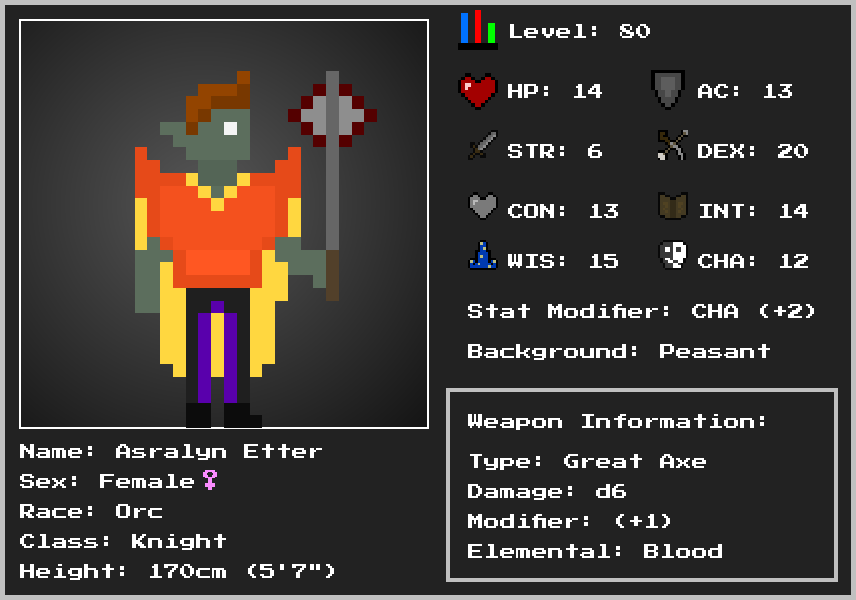 Level: 80
HP: 14
AC: 13
STR: 6
DEX: 20
CON: 13
INT: 14
WIS: 15
CHA: 12
Stat Modifier: CHA (+2)
Background: Peasant
Name: Asralyn Etter
Sex: Female♀
Race: Orc
Class: Knight
Height: 170cm (5'7")
Weapon Information:
Type: Great Axe
Damage: d6
Modifier: (+1)
Elemental: Blood